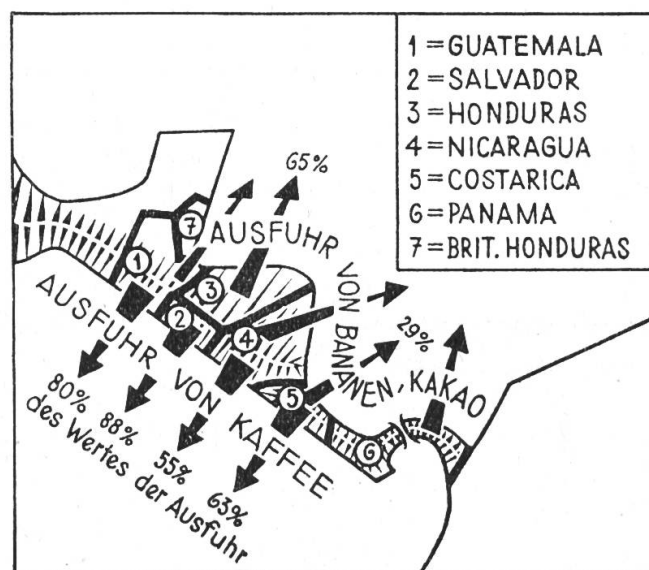 1 = GUATEMALA
2 = SALVADOR
3 = HONDURAS
4 = NICARAGUA
5 = COSTARICA
6 = PANAMA
7 = BRIT. HONDURAS
65%
7
AUSFUHR
1
3
VON BANANEN, KAKAO
2
4
29%
AUSFUHR VON KAFFEE
5
6
80%
88%
55%
63%
des Wertes der Ausfuhr